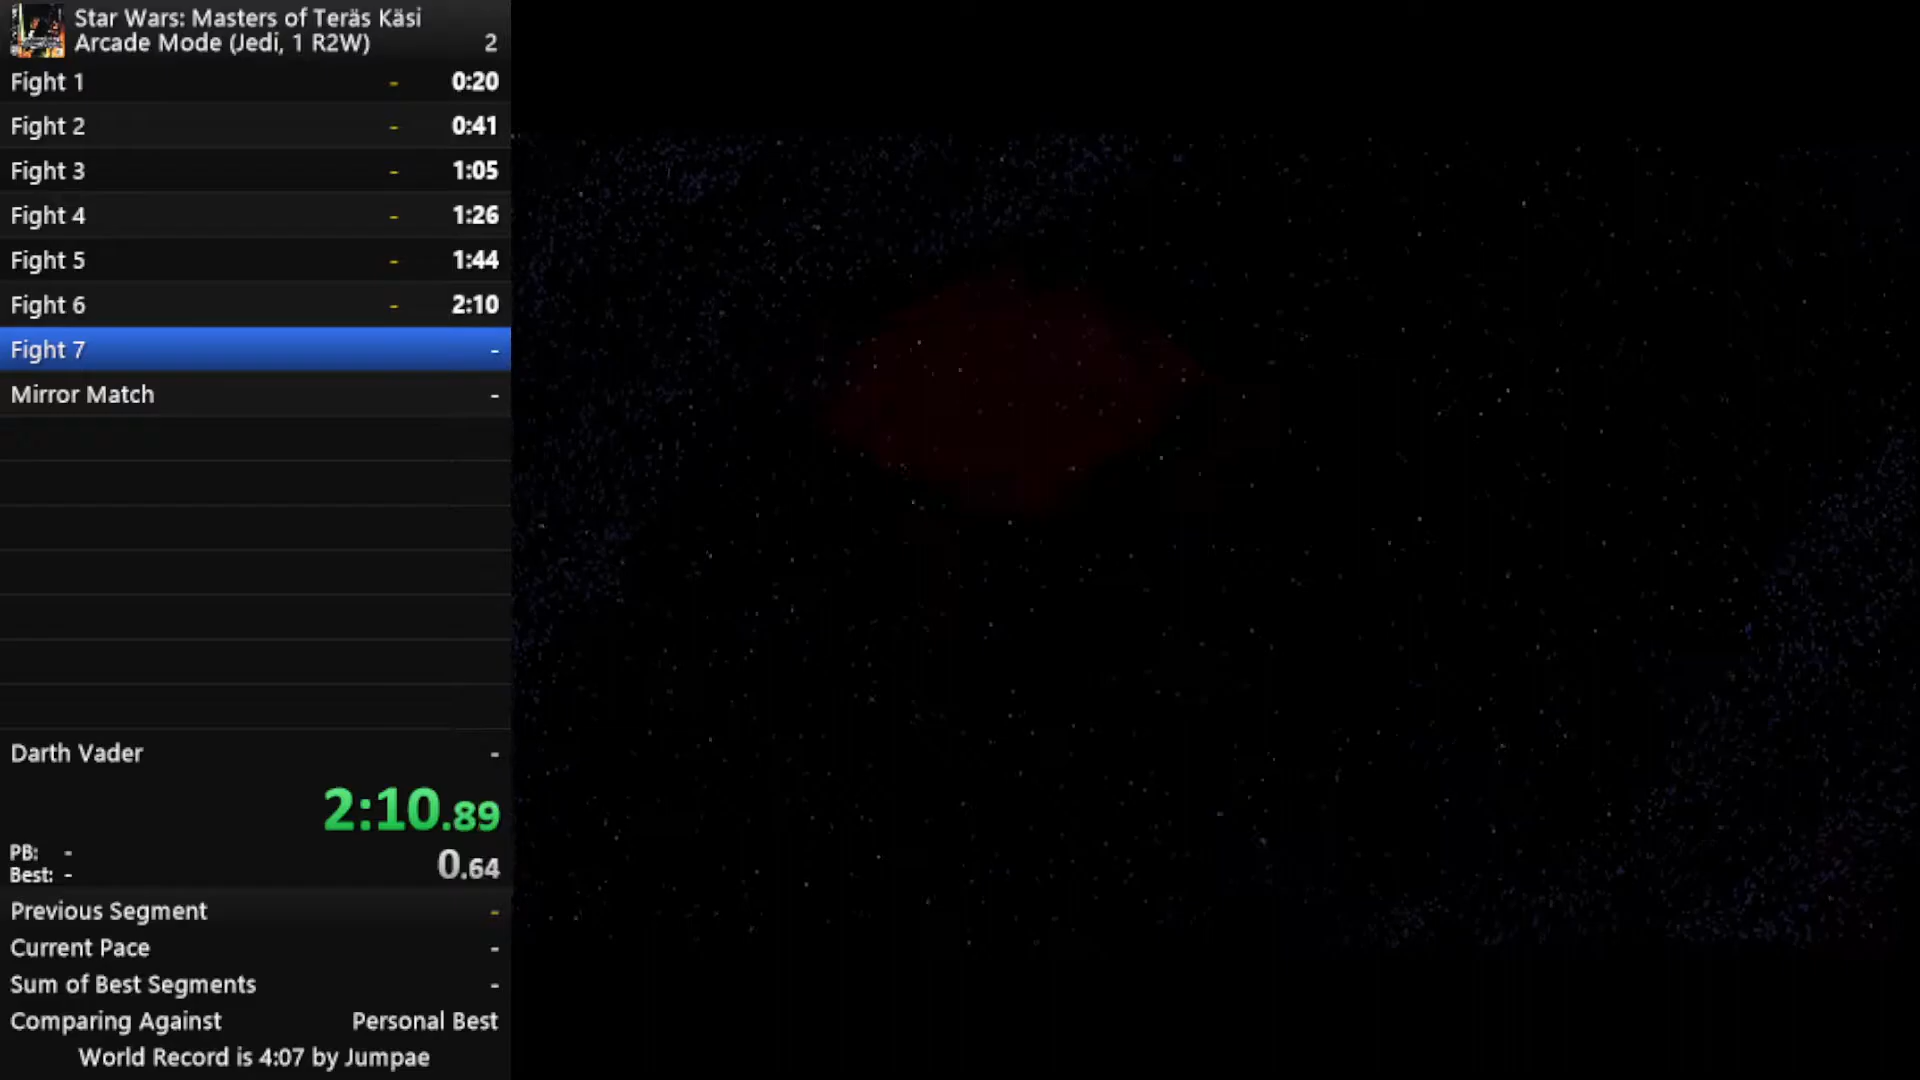 Star Wars: Masters of Teräs Käsi
Arcade Mode (Jedi, 1 R2W) 2
Fight 1 - 0:20
Fight 2 - 0:41
Fight 3 - 1:05
Fight 4 - 1:26
Fight 5 - 1:44
Fight 6 - 2:10
Fight 7 -
Mirror Match -
Darth Vader -
2:10.89
PB: -
Best: - 0.64
Previous Segment -
Current Pace -
Sum of Best Segments -
Comparing Against Personal Best
World Record is 4:07 by Jumpae